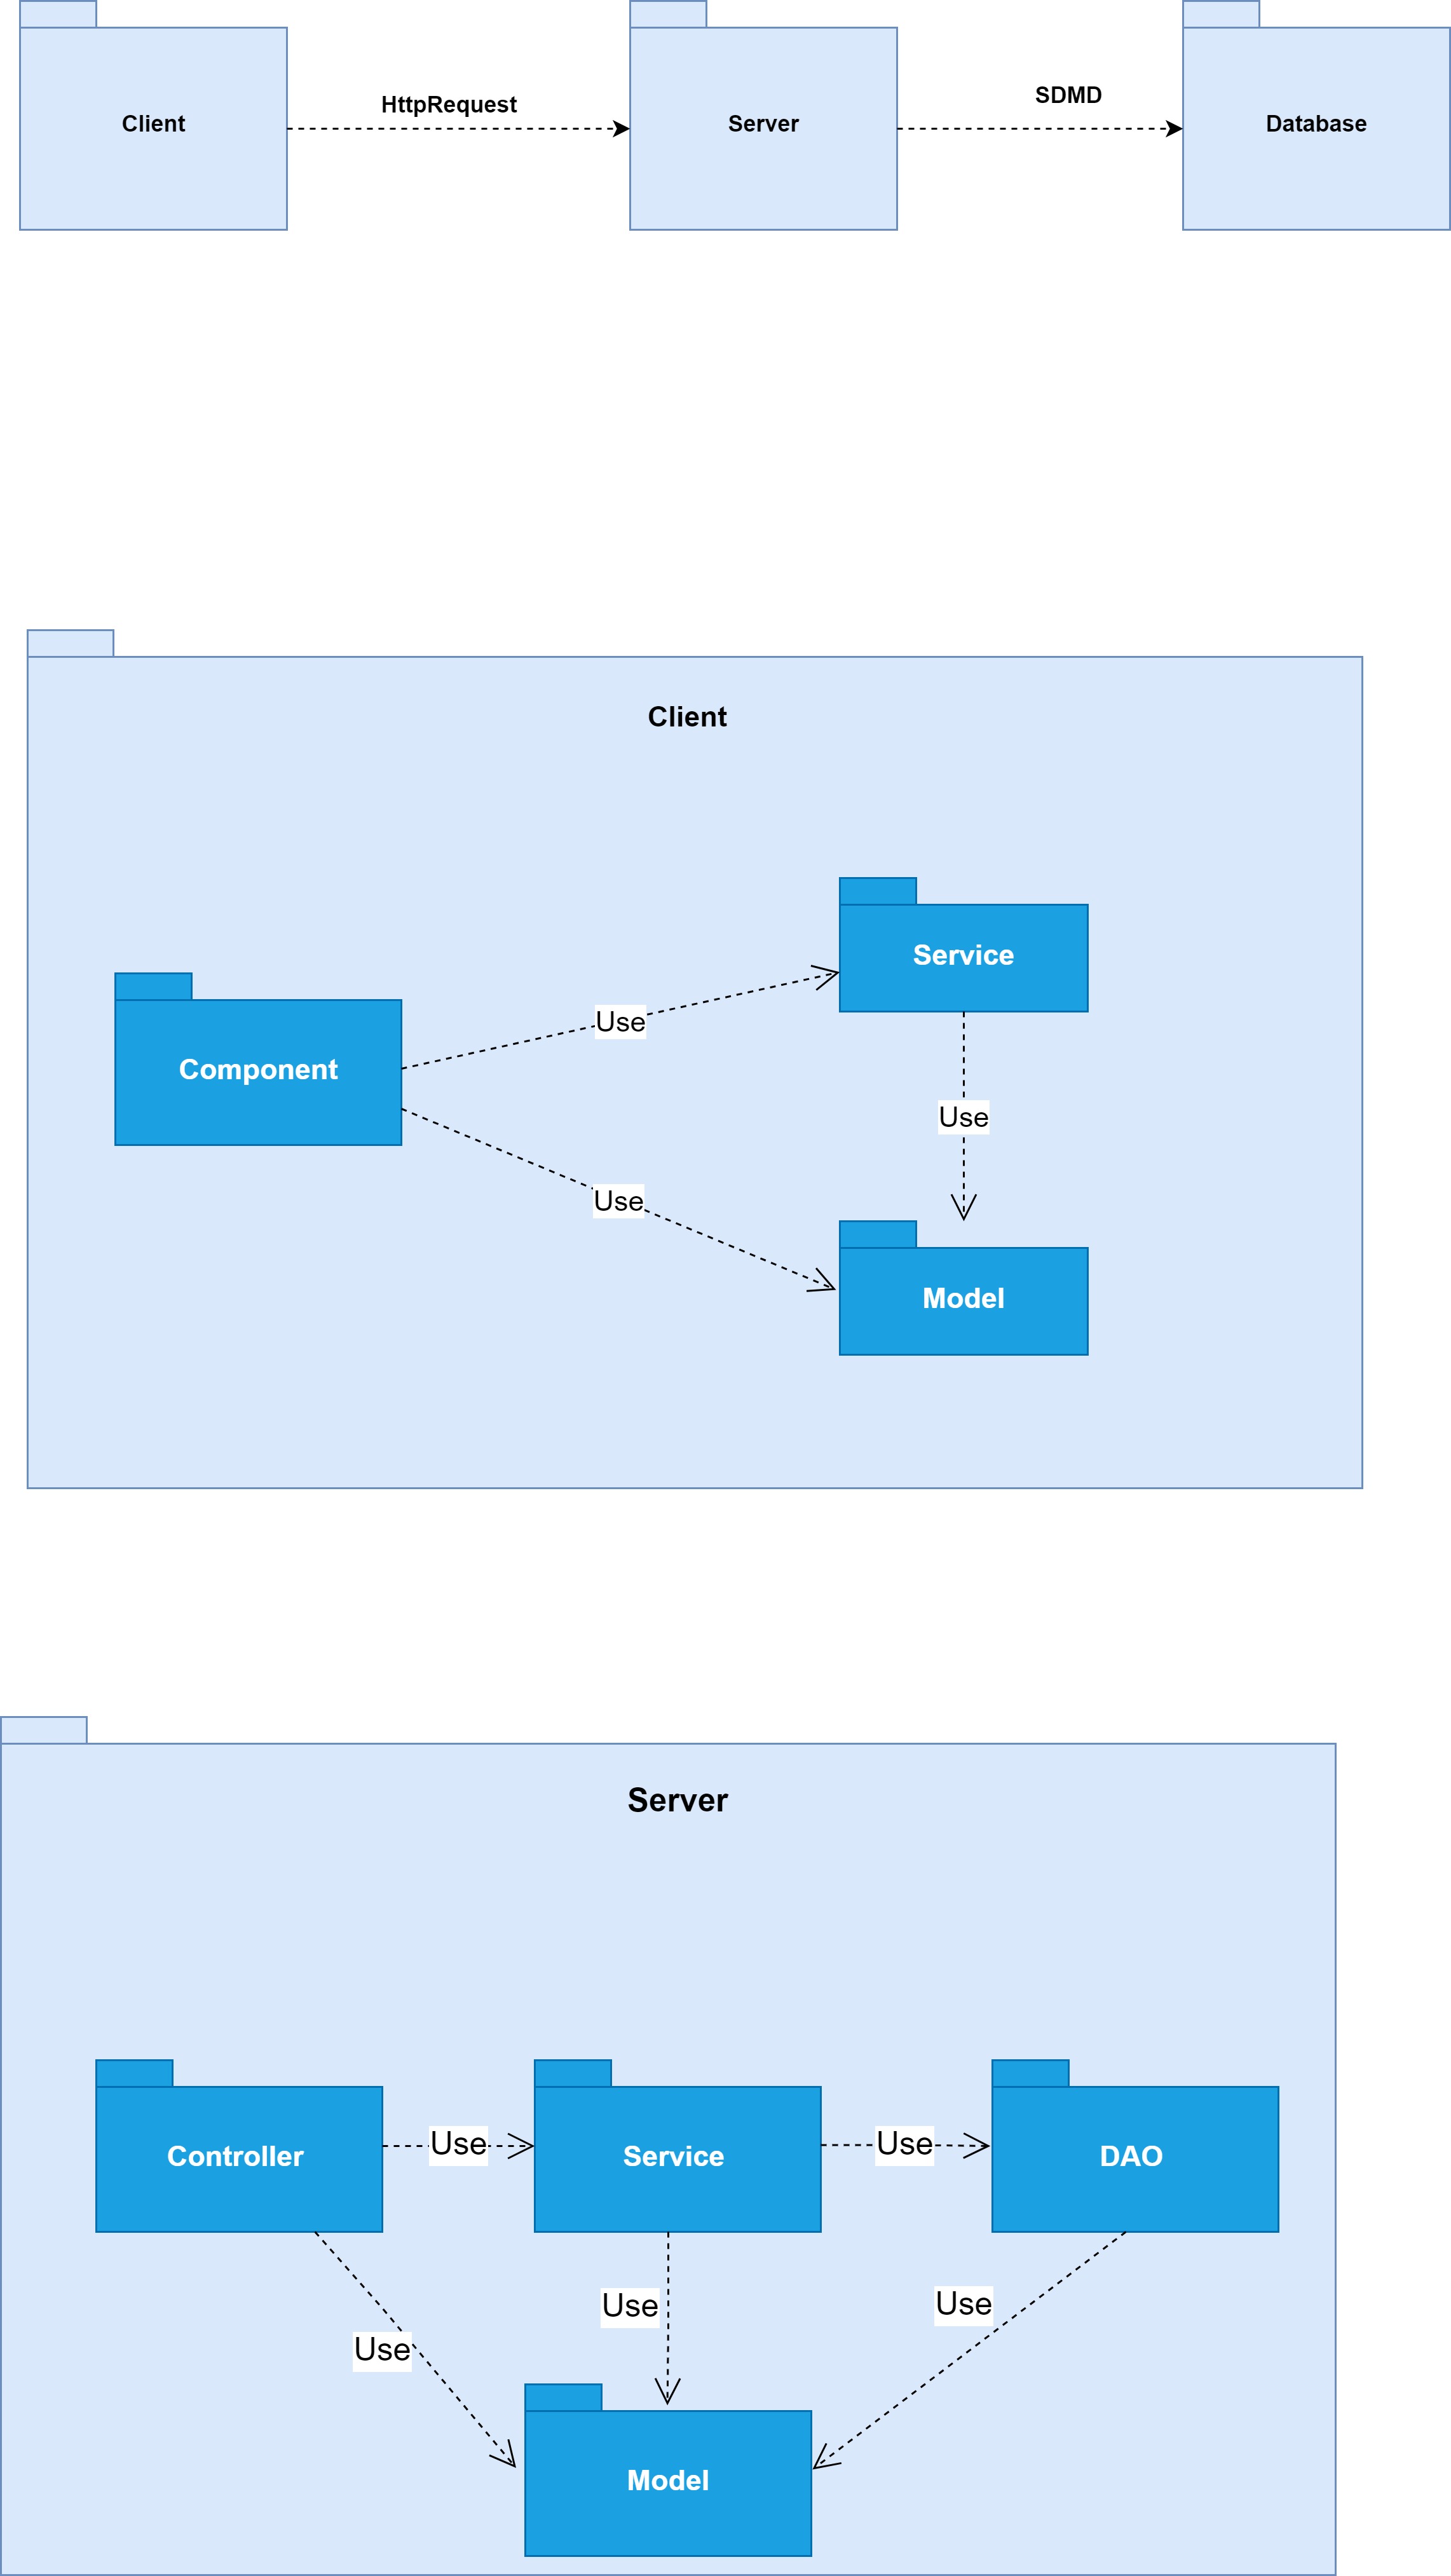 HttpRequest
SDMD
Client
Server
Database
Client
Service
Use
Component
Use
Use
Model
Server
Use
Use
Controller
Service
DAO
Use
Use
Use
Model